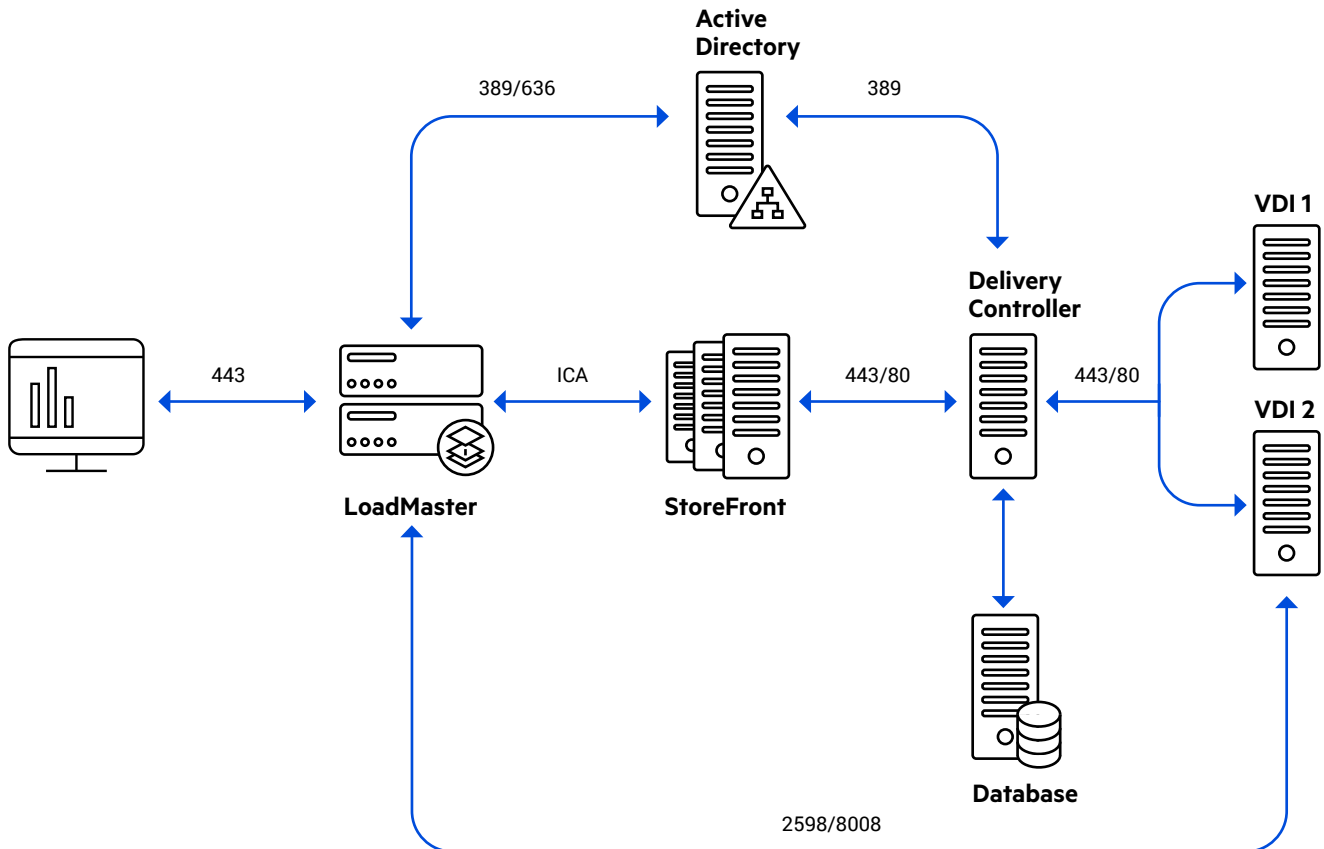 Active
Directory
389/636
389
VDI 1
Delivery
Controller
443
ICA
443/80
443/80
VDI 2
LoadMaster
StoreFront
Database
2598/8008